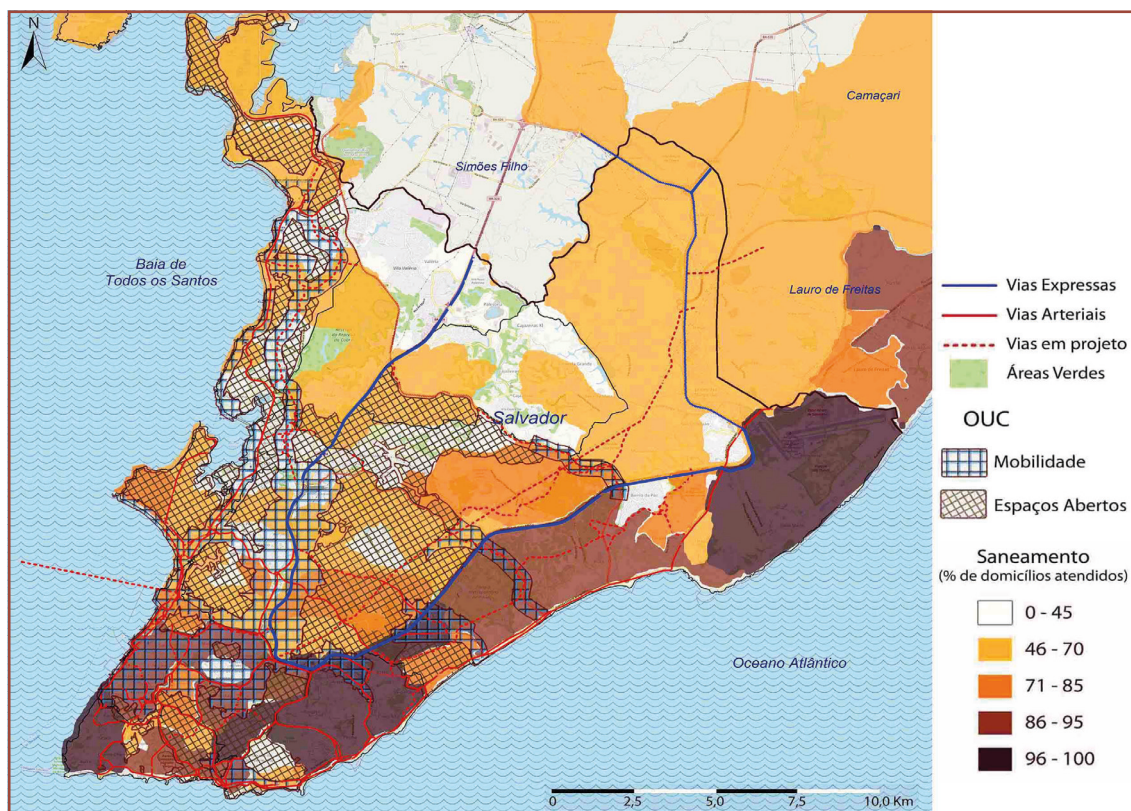 N
Camaçari
Simões Filho
Baia de
Todos os Santos
Lauro de Freitas
Salvador
Oceano Atlântico
0 2,5 5,0 7,5 10,0 Km
Vias Expressas
Vias Arteriais
Vias em projeto
Áreas Verdes
OUC
Mobilidade
Espaços Abertos
Saneamento
(% de domicílios atendidos)
0 - 45
46 - 70
71 - 85
86 - 95
96 - 100